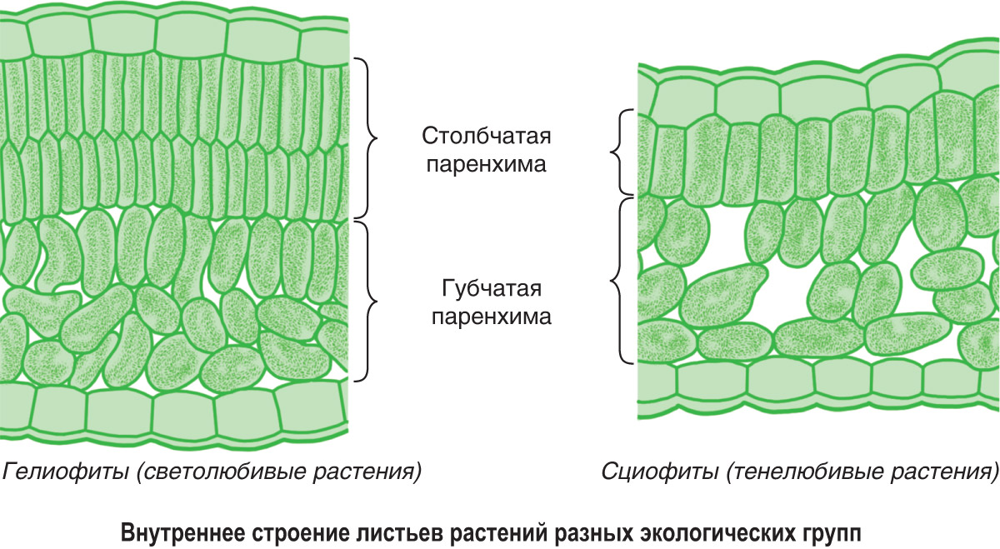 Столбчатая
паренхима
Губчатая
паренхима
Гелиофиты (светолюбивые растения)
Сциофиты (тенелюбивые растения)
Внутреннее строение листьев растений разных экологических групп